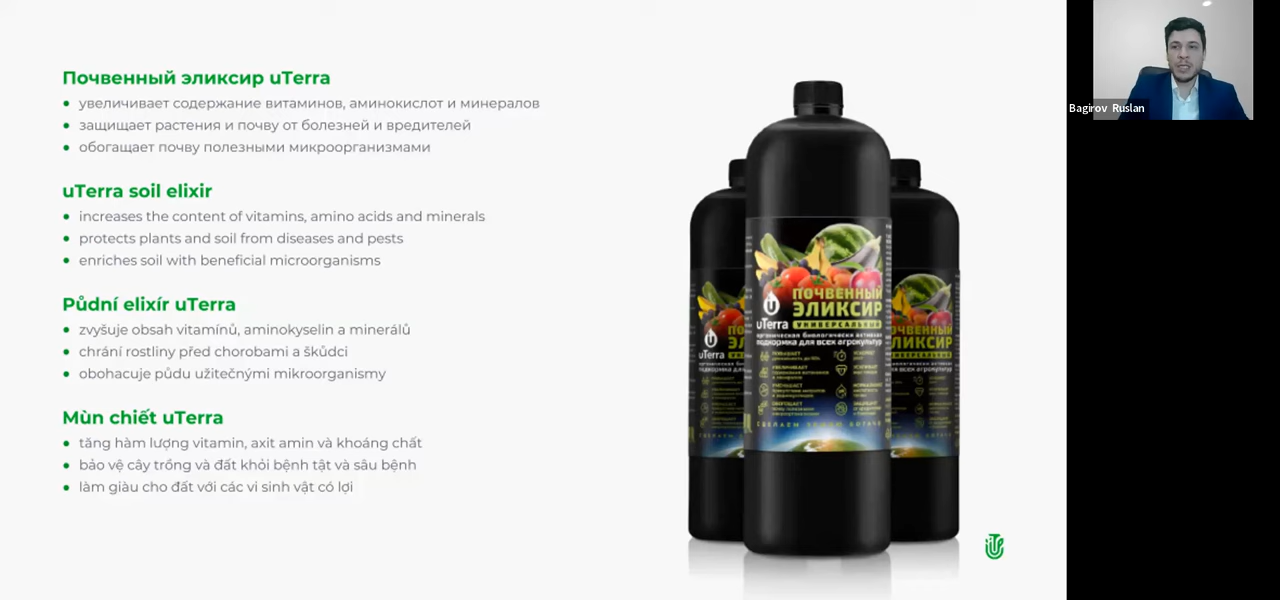 Почвенный эликсир uTerra
увеличивает содержание витаминов, аминокислот и минералов
защищает растения и почву от болезней и вредителей
обогащает почву полезными микроорганизмами
uTerra soil elixir
increases the content of vitamins, amino acids and minerals
protects plants and soil from diseases and pests
enriches soil with beneficial microorganisms
Půdní elixír uTerra
zvyšuje obsah vitamínů, aminokyselin a minerálů
chrání rostliny před chorobami a škůdci
obohacuje půdu užitečnými mikroorganismy
Mùn chiết uTerra
tăng hàm lượng vitamin, axit amin và khoáng chất
bảo vệ cây trồng và đất khỏi bệnh tật và sâu bệnh
làm giàu cho đất với các vi sinh vật có lợi
ПОЧВЕННЫЙ
ЭЛИКСИР
УНИВЕРСАЛЬНЫЙ
uTerra
органическая биологически активная
подкормка для всех агрокультур
Bagirov Ruslan